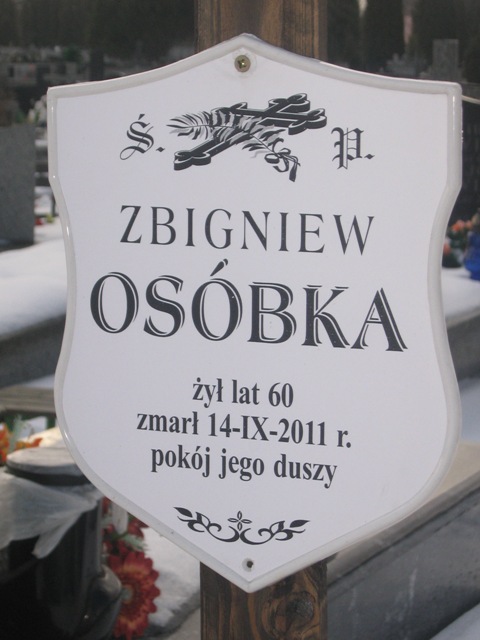 Ś. P.
ZBIGNIEW
OSÓBKA
żył lat 60
zmarł 14-IX-2011 r.
pokój jego duszy